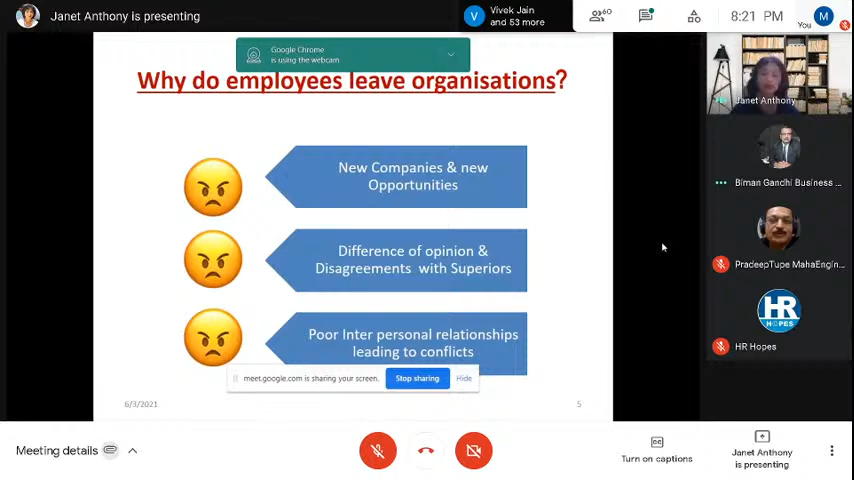 Janet Anthony is presenting
V
Vivek Jain
and 53 more
60
8:21 PM
You
M
Google Chrome
is using the webcam
Why do employees leave organisations?
New Companies & new
Opportunities
Difference of opinion &
Disagreements with Superiors
Poor Inter personal relationships
leading to conflicts
meet.google.com is sharing your screen.
Stop sharing
Hide
6/3/2021
5
Janet Anthony
Biman Gandhi Business ...
PradeepTupe MahaEngin...
HR
HOPES
HR Hopes
Meeting details
Turn on captions
Janet Anthony
is presenting